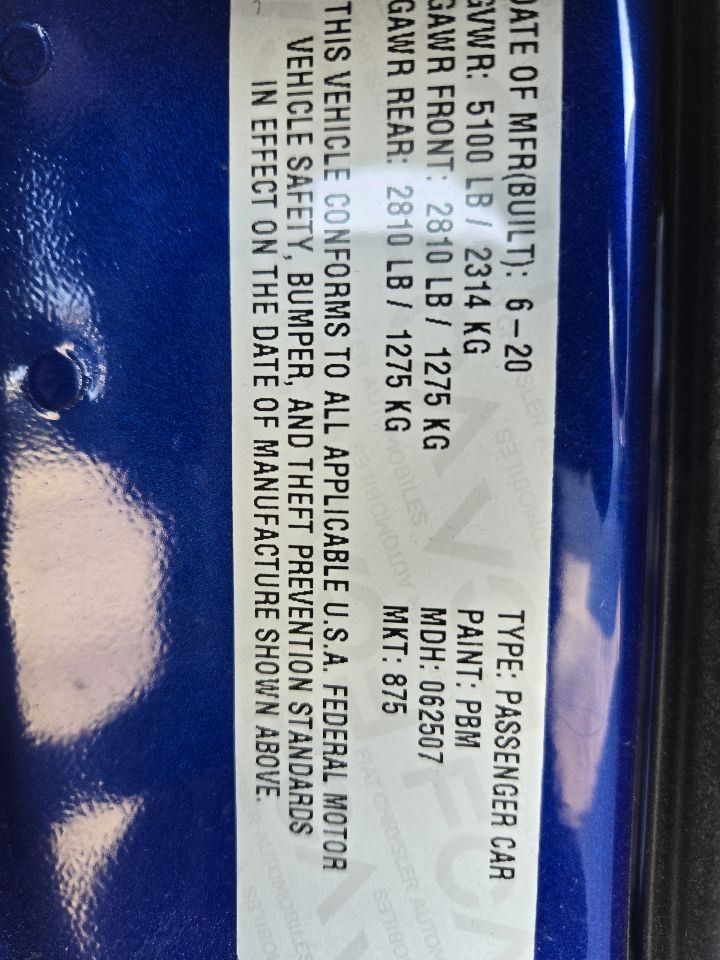 DATE OF MFR(BUILT): 6-20
GVWR: 5100 LB / 2314 KG
GAWR FRONT: 2810 LB / 1275 KG
GAWR REAR: 2810 LB / 1275 KG
TYPE: PASSENGER CAR
PAINT: PBM
MDH: 062507
MKT: 875
THIS VEHICLE CONFORMS TO ALL APPLICABLE U.S.A. FEDERAL MOTOR
VEHICLE SAFETY, BUMPER, AND THEFT PREVENTION STANDARDS
IN EFFECT ON THE DATE OF MANUFACTURE SHOWN ABOVE.